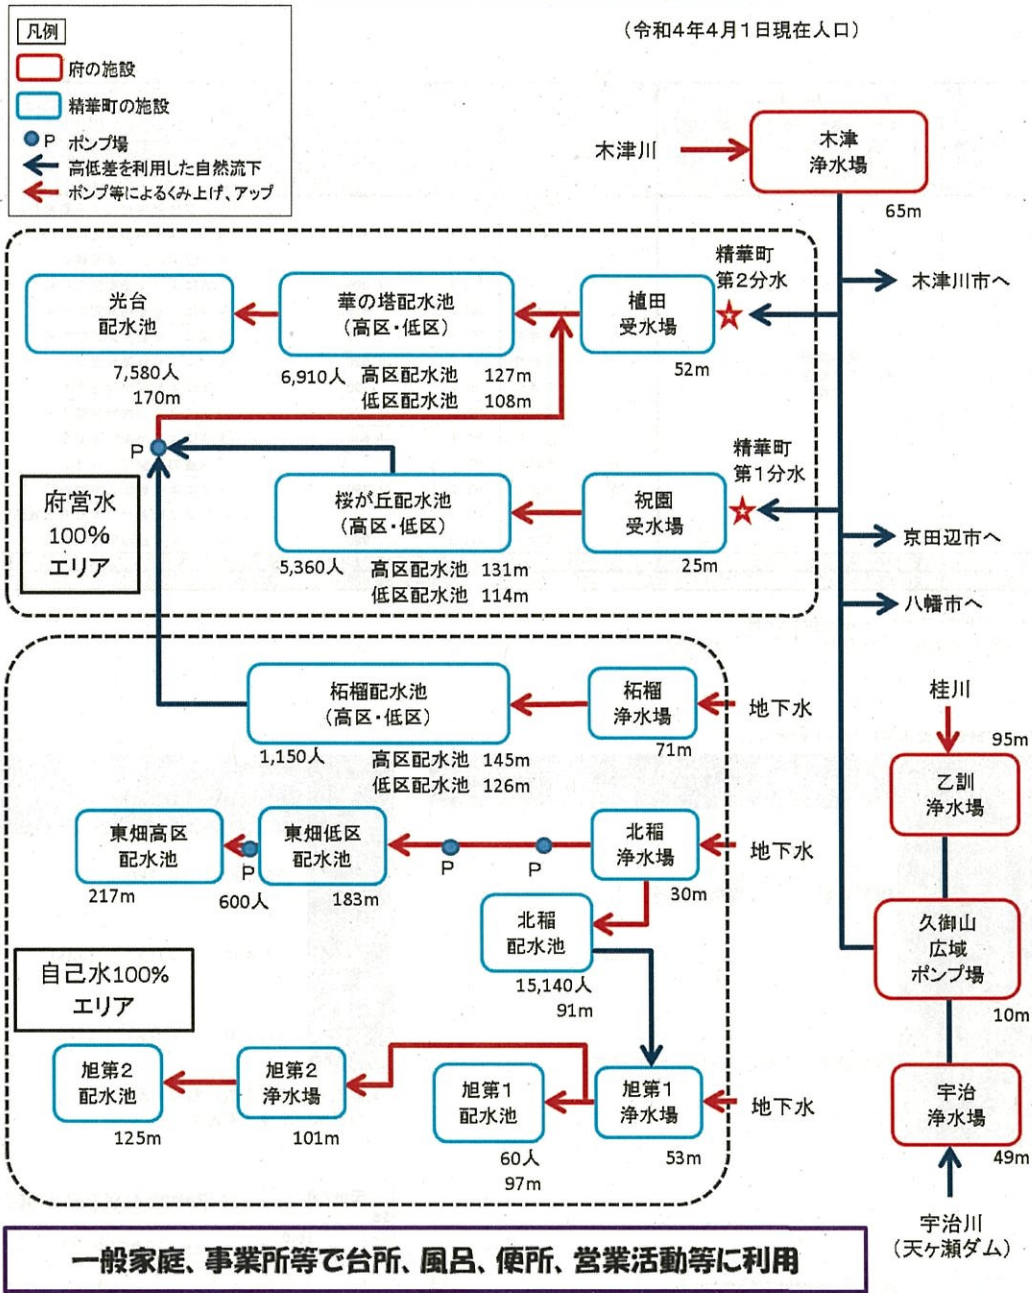 凡例
府の施設
精華町の施設
P ポンプ場
高低差を利用した自然流下
ポンプ等によるくみ上げ、アップ
(令和4年4月1日現在人口)
木津川
木津
浄水場
65m
木津川市へ
精華町
第2分水
光台
配水池
7,580人
170m
華の塔配水池
(高区・低区)
6,910人 高区配水池 127m
低区配水池 108m
植田
受水場
52m
P
府営水
100%
エリア
精華町
第1分水
桜が丘配水池
(高区・低区)
5,360人 高区配水池 131m
低区配水池 114m
祝園
受水場
25m
京田辺市へ
八幡市へ
柘榴配水池
(高区・低区)
1,150人 高区配水池 145m
低区配水池 126m
柘榴
浄水場
71m
地下水
桂川
95m
乙訓
浄水場
東畑高区
配水池
217m
P
600人
東畑低区
配水池
183m
P
P
北稲
浄水場
30m
地下水
北稲
配水池
15,140人
91m
久御山
広域
ポンプ場
10m
自己水100%
エリア
旭第2
配水池
125m
旭第2
浄水場
101m
旭第1
配水池
60人
97m
旭第1
浄水場
53m
地下水
宇治
浄水場
49m
宇治川
(天ヶ瀬ダム)
一般家庭、事業所等で台所、風呂、便所、営業活動等に利用